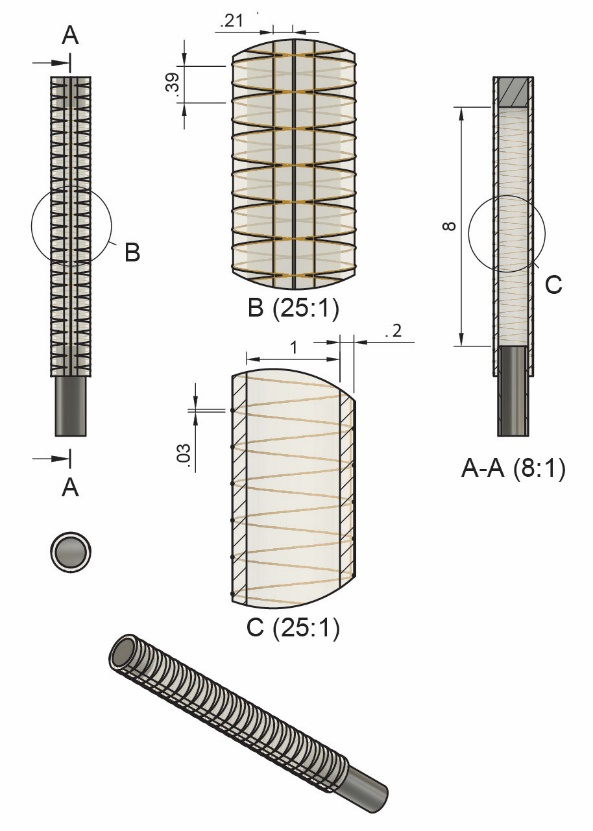 A
.21
.39
B
B (25:1)
8
C
1
.2
.03
A
A-A (8:1)
C (25:1)